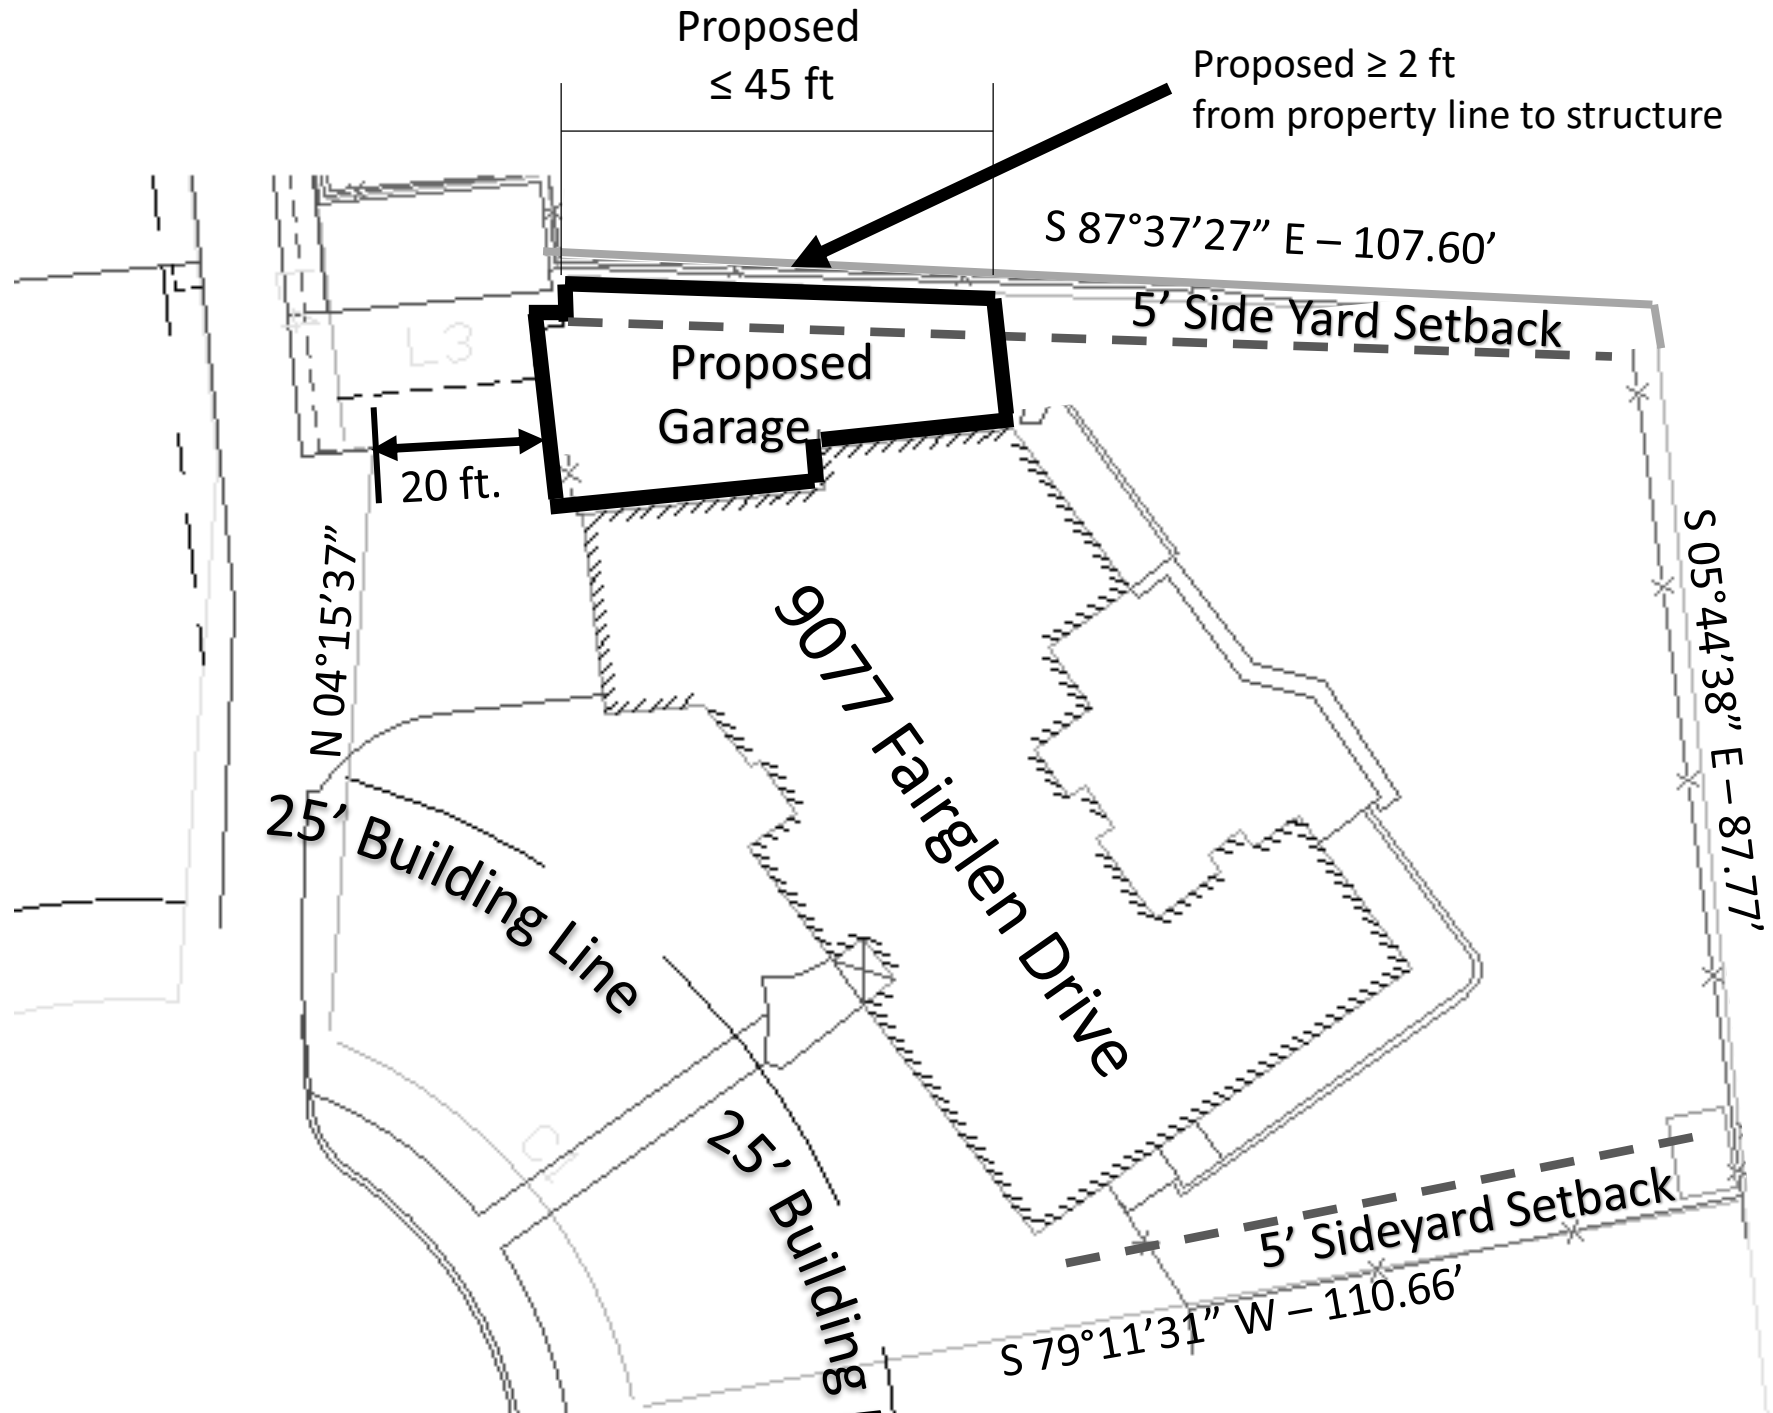 Proposed
≤ 45 ft
Proposed ≥ 2 ft
from property line to structure
S 87°37’27” E – 107.60’
5’ Side Yard Setback
L3
Proposed
Garage
20 ft.
N 04°15’37”
S 05°44’38” E – 87.77’
9077 Fairglen Drive
25’ Building Line
25’ Building
5’ Sideyard Setback
S 79°11’31” W – 110.66’